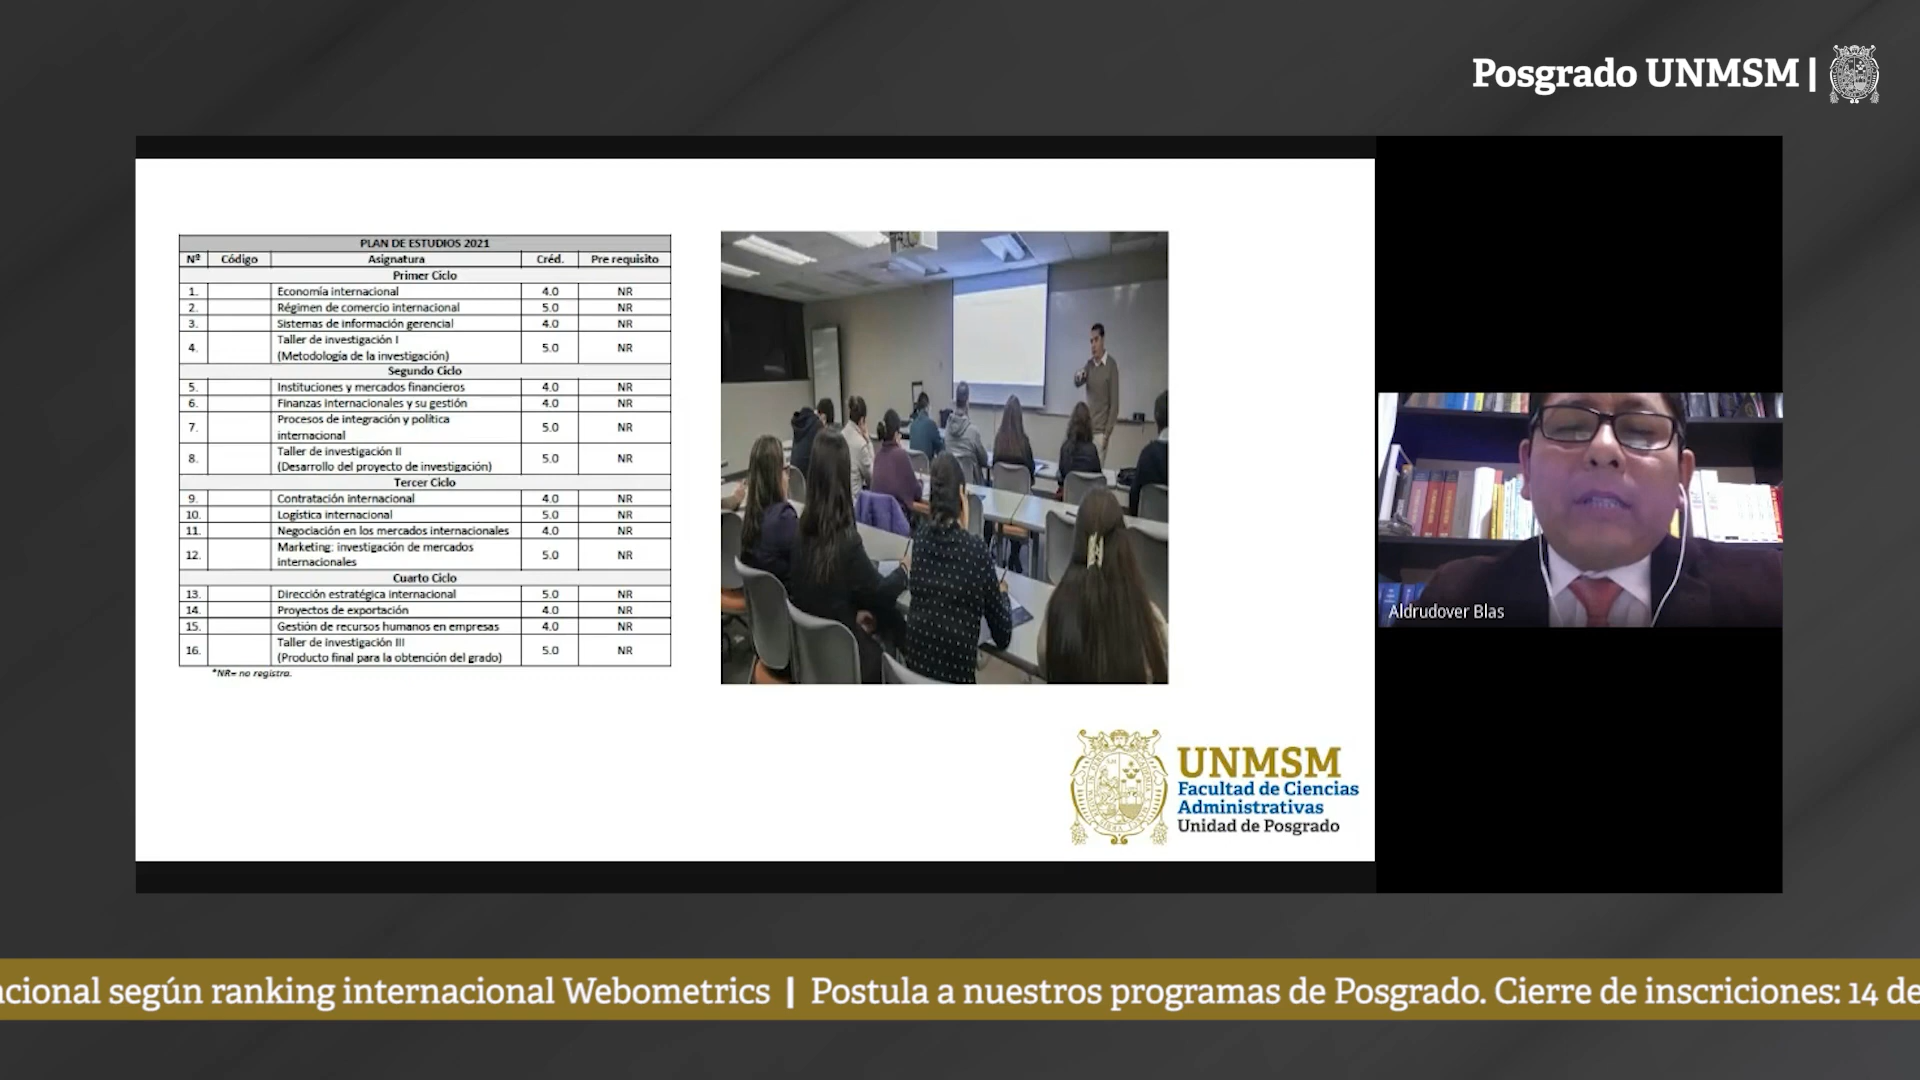 Posgrado UNMSM |
PLAN DE ESTUDIOS 2021
Nº Código Asignatura Créd. Pre requisito
Primer Ciclo
1. Economía internacional 4.0 NR
2. Régimen de comercio internacional 5.0 NR
3. Sistemas de información gerencial 4.0 NR
4. Taller de investigación I 5.0 NR
(Metodología de la investigación)
Segundo Ciclo
5. Instituciones y mercados financieros 4.0 NR
6. Finanzas internacionales y su gestión 4.0 NR
7. Procesos de integración y política 5.0 NR
internacional
8. Taller de investigación II 5.0 NR
(Desarrollo del proyecto de investigación)
Tercer Ciclo
9. Contratación internacional 4.0 NR
10. Logística internacional 5.0 NR
11. Negociación en los mercados internacionales 4.0 NR
12. Marketing: investigación de mercados 5.0 NR
internacionales
Cuarto Ciclo
13. Dirección estratégica internacional 5.0 NR
14. Proyectos de exportación 4.0 NR
15. Gestión de recursos humanos en empresas 4.0 NR
16. Taller de investigación III 5.0 NR
(Producto final para la obtención del grado)
*NR= no registra.
Aldrudover Blas
UNMSM
Facultad de Ciencias
Administrativas
Unidad de Posgrado
acional según ranking internacional Webometrics | Postula a nuestros programas de Posgrado. Cierre de inscriciones: 14 de